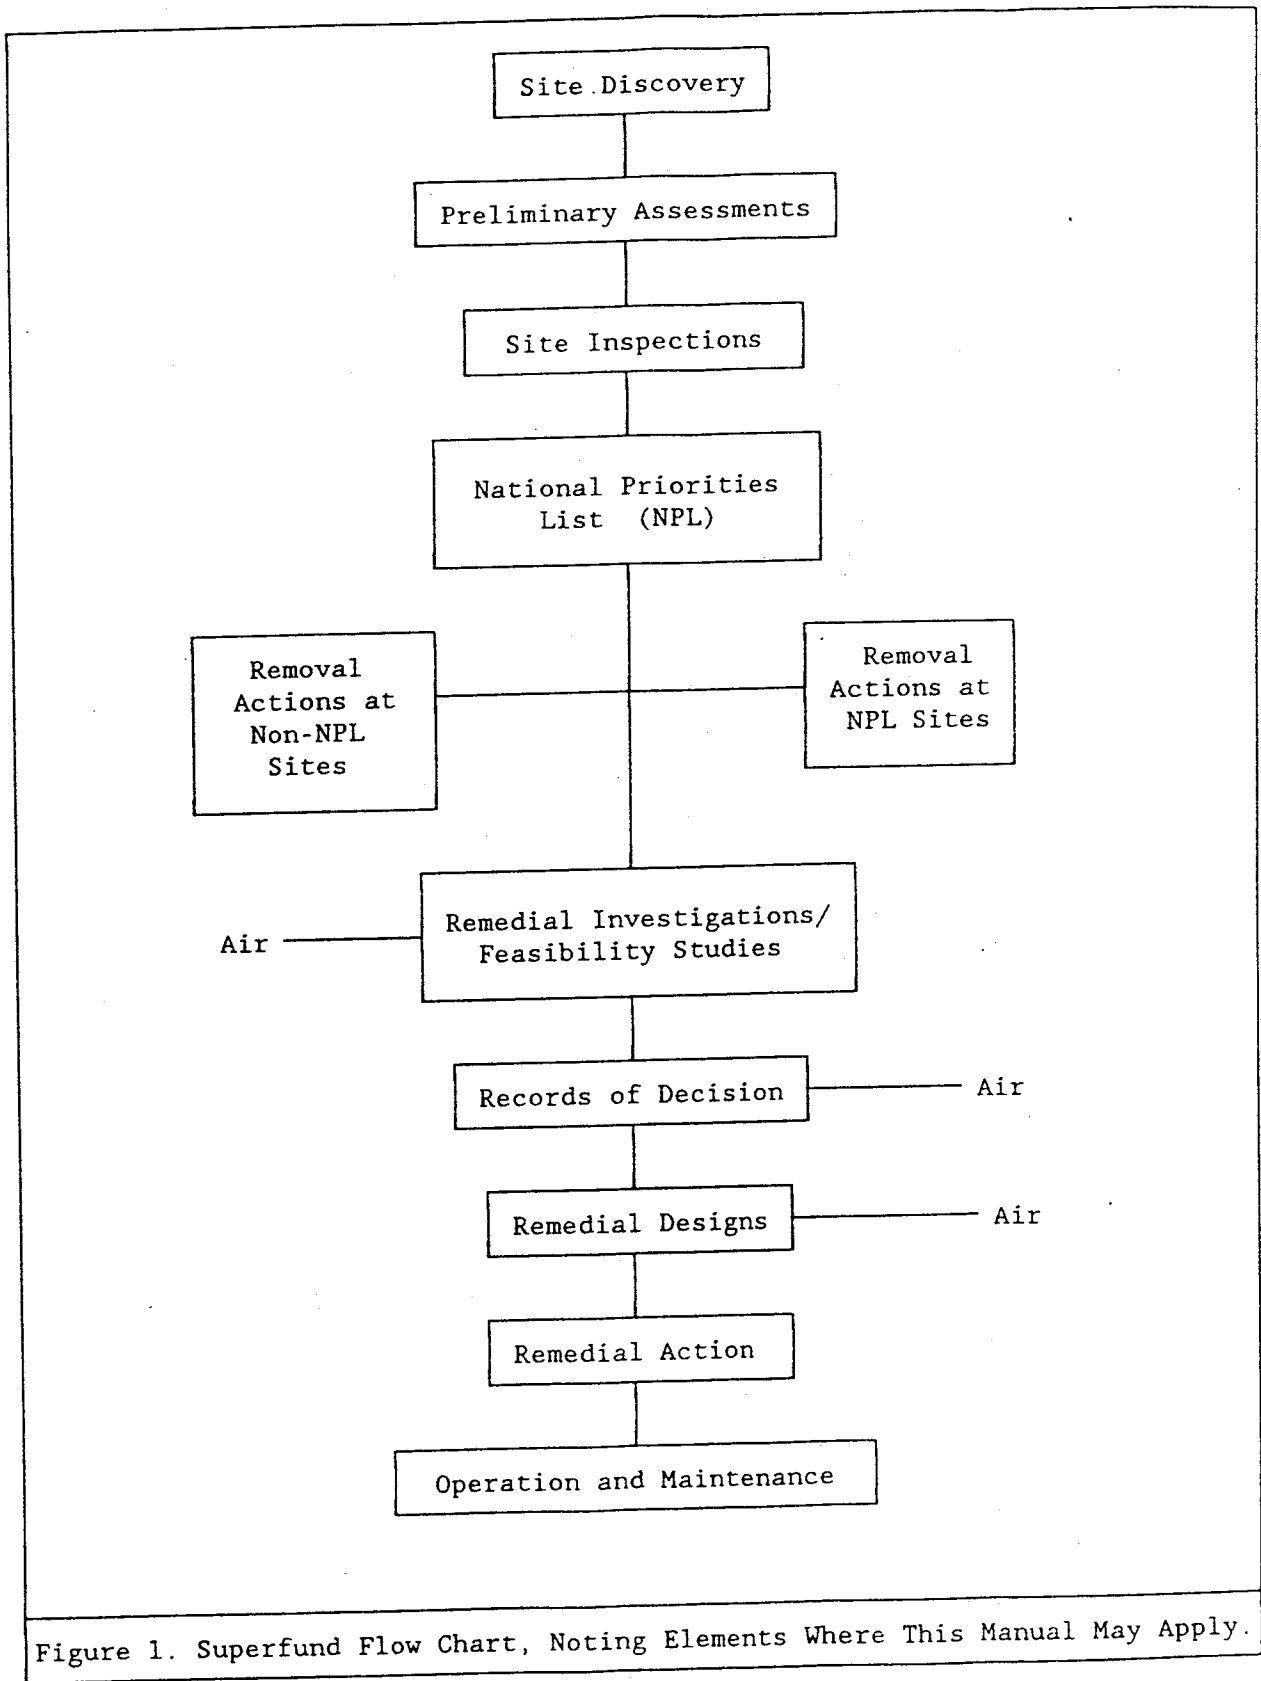 Site Discovery
Preliminary Assessments
Site Inspections
National Priorities
List (NPL)
Removal
Actions at
Non-NPL
Sites
Removal
Actions at
NPL Sites
Air
Remedial Investigations/
Feasibility Studies
Records of Decision
Air
Remedial Designs
Air
Remedial Action
Operation and Maintenance
Figure 1. Superfund Flow Chart, Noting Elements Where This Manual May Apply.